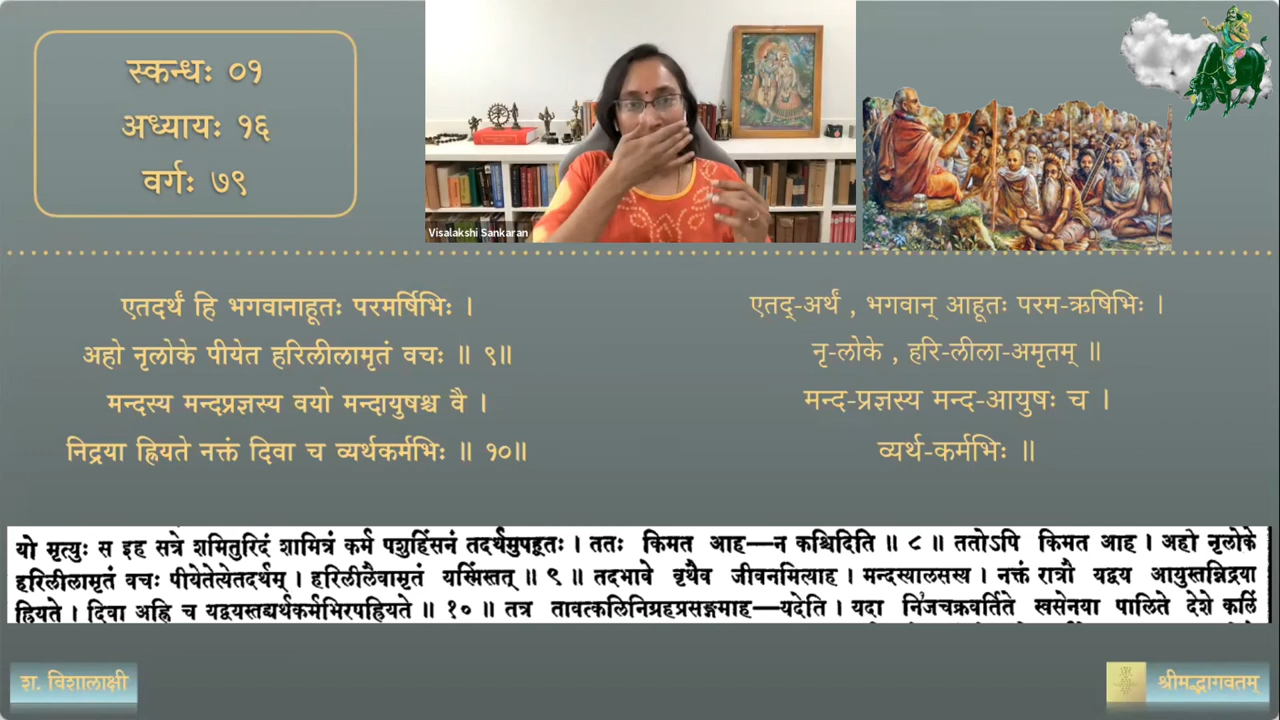 स्कन्धः ०१
अध्यायः १६
वर्गः ७९
Visalakshi Sankaran
एतदर्थं हि भगवानाहूतः परमर्षिभिः ।
अहो नृलोके पीयेत हरिलीलामृतं वचः ॥ ९॥
मन्दस्य मन्दप्रज्ञस्य वयो मन्दायुषश्च वै ।
निद्रया ह्रियते नक्तं दिवा च व्यर्थकर्मभिः ॥ १०॥
एतद्-अर्थं , भगवान् आहूतः परम-ऋषिभिः ।
नृ-लोके , हरि-लीला-अमृतम् ॥
मन्द-प्रज्ञस्य मन्द-आयुषः च ।
व्यर्थ-कर्मभिः ॥
यो मृत्युः स इह सत्रे शमितुरिदं शामित्रं कर्म पशुहिंसनं तदर्थमुपहूतः । ततः किमत आह—न कश्चिदिति ॥ ८ ॥ ततोऽपि किमत आह । अहो नृलोके
हरिलीलामृतं वचः पीयेतेत्येतदर्थम् । हरिलीलैवामृतं यस्मिंस्तत् ॥ ९ ॥ तदभावे वृथैव जीवनमित्याह । मन्दस्यालसस्य । नक्तं रात्रौ यद्वय आयुस्तन्निद्रया
ह्रियते । दिवा अह्नि च यद्वयस्तद्व्यर्थकर्मभिरपह्रियते ॥ १० ॥ तत्र तावत्कलिनिग्रहप्रसङ्गमाह—यदेति । यदा निजचक्रवर्तिते स्वसेनया पालिते देशे कलिं
श. विशालाक्षी
श्रीमद्भागवतम्